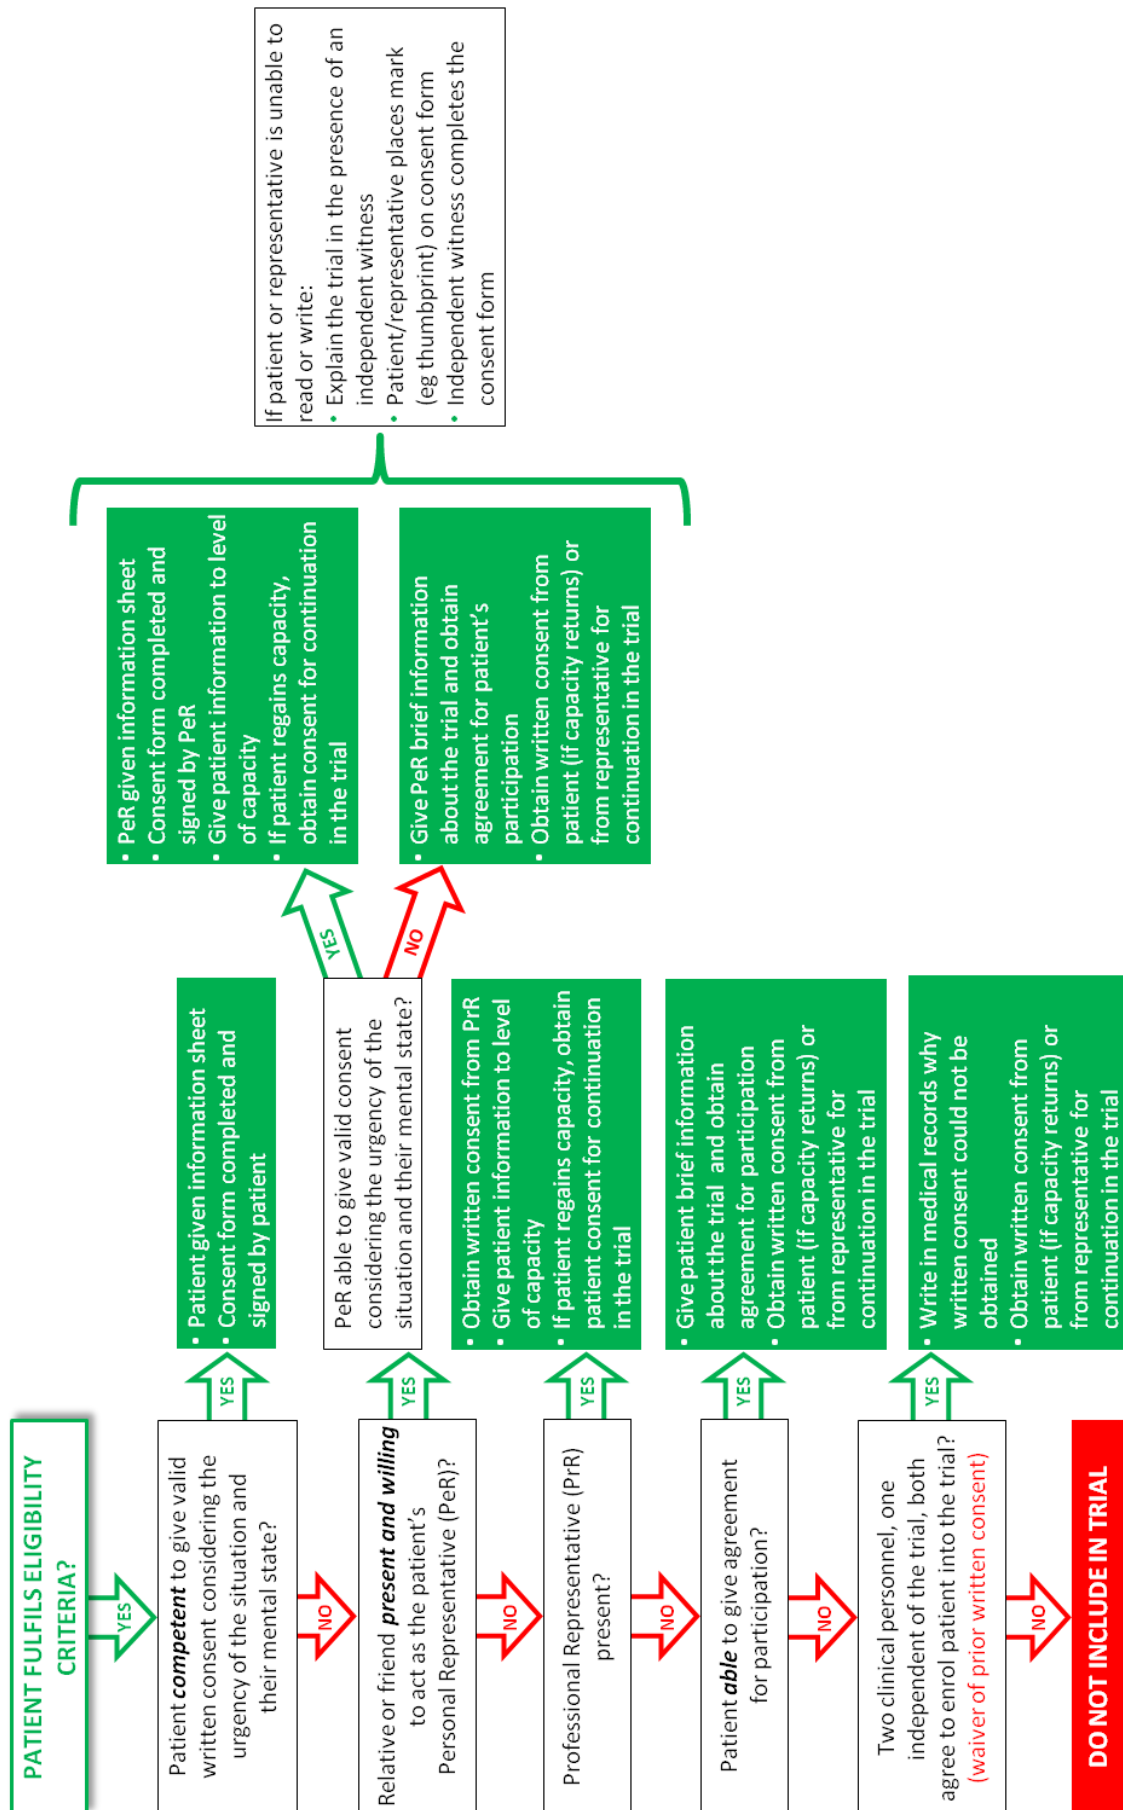 PATIENT FULFILS ELIGIBILITY
CRITERIA?
YES
Patient competent to give valid
written consent considering the
urgency of the situation and
their mental state?
YES
• Patient given information sheet
• Consent form completed and
signed by patient
NO
Relative or friend present and willing
to act as the patient's
Personal Representative (PeR)?
YES
PeR able to give valid consent
considering the urgency of the
situation and their mental state?
YES
• PeR given information sheet
• Consent form completed and
signed by PeR
• Give patient information to level
of capacity
• If patient regains capacity,
obtain consent for continuation
in the trial
NO
• Give PeR brief information
about the trial and obtain
agreement for patient's
participation
• Obtain written consent from
patient (if capacity returns) or
from representative for
continuation in the trial
If patient or representative is unable to
read or write:
• Explain the trial in the presence of an
independent witness
• Patient/representative places mark
(eg thumbprint) on consent form
• Independent witness completes the
consent form
NO
Professional Representative (PrR)
present?
YES
• Obtain written consent from PrR
• Give patient information to level
of capacity
• If patient regains capacity, obtain
patient consent for continuation
in the trial
NO
Patient able to give agreement
for participation?
YES
• Give patient brief information
about the trial and obtain
agreement for participation
• Obtain written consent from
patient (if capacity returns) or
from representative for
continuation in the trial
NO
Two clinical personnel, one
independent of the trial, both
agree to enrol patient into the trial?
(waiver of prior written consent)
YES
• Write in medical records why
written consent could not be
obtained
• Obtain written consent from
patient (if capacity returns) or
from representative for
continuation in the trial
NO
DO NOT INCLUDE IN TRIAL